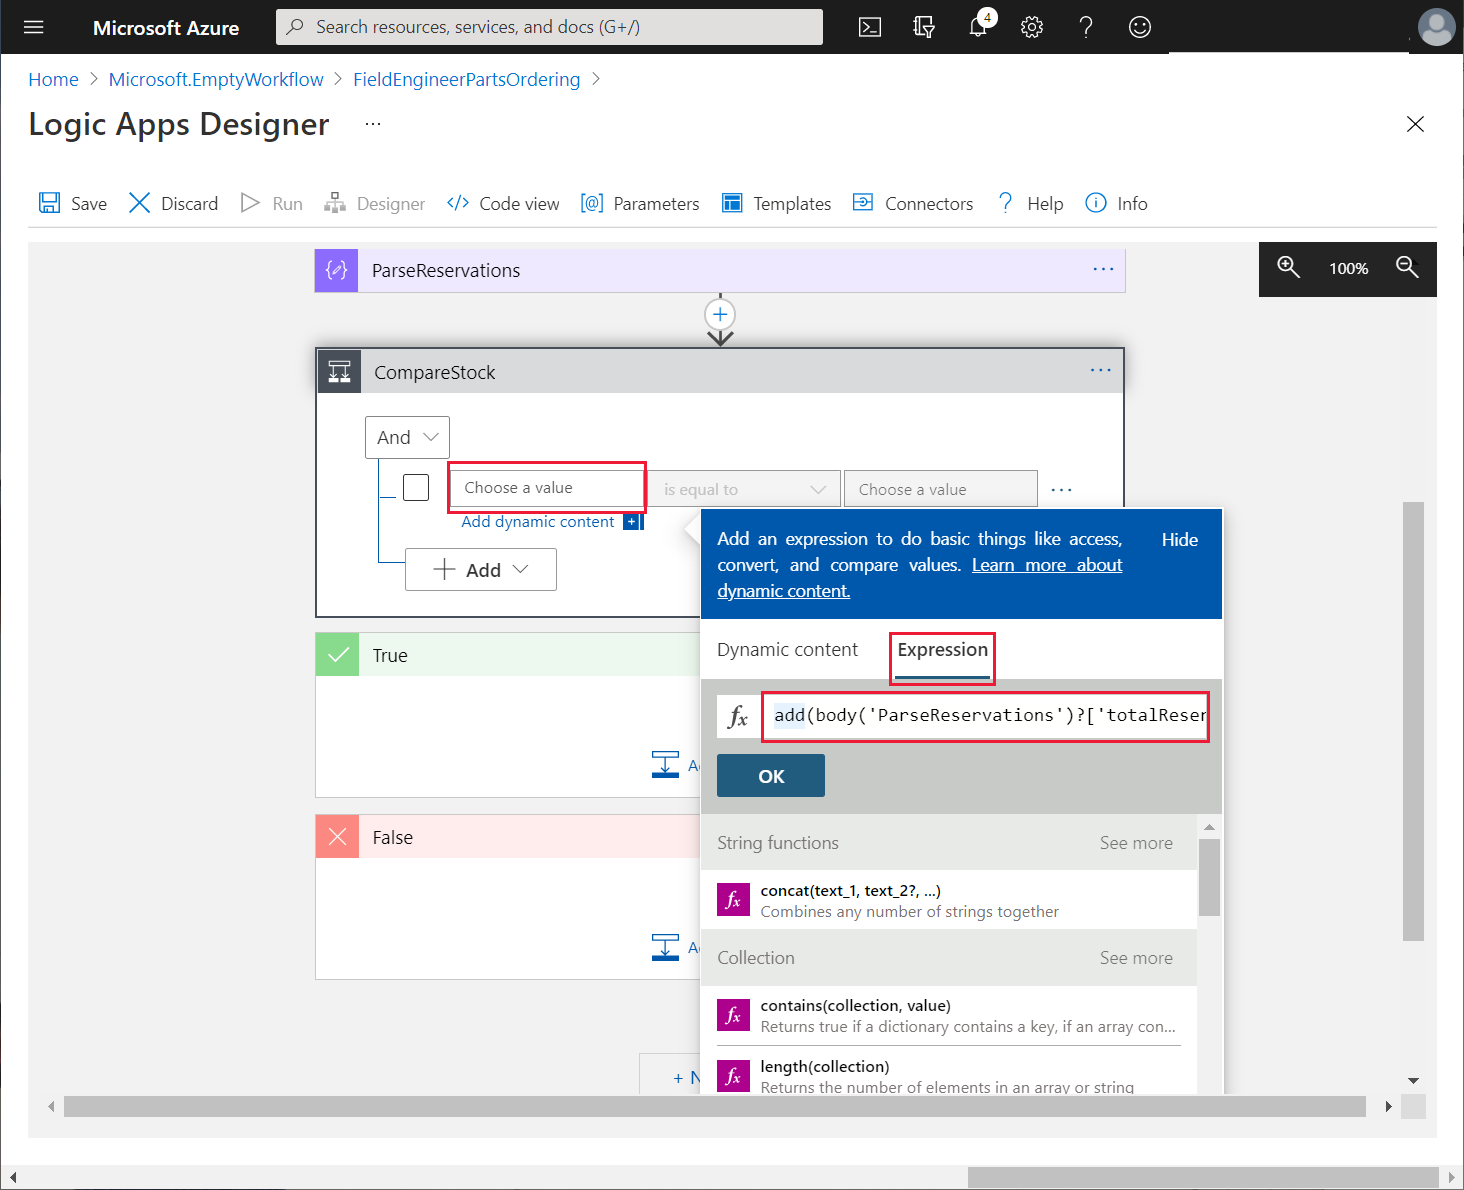 Microsoft Azure
Search resources, services, and docs (G+/)
4
Home > Microsoft.EmptyWorkflow > FieldEngineerPartsOrdering >
Logic Apps Designer ...
Save Discard Run Designer Code view Parameters Templates Connectors Help Info
ParseReservations
100%
CompareStock
And
Choose a value is equal to Choose a value
Add dynamic content
Add
Add an expression to do basic things like access, convert, and compare values. Learn more about dynamic content.
Hide
True
False
Dynamic content Expression
fx add(body('ParseReservations')?['totalReser
OK
String functions See more
fx concat(text_1, text_2?, ...)
Combines any number of strings together
Collection See more
fx contains(collection, value)
Returns true if a dictionary contains a key, if an array con...
fx length(collection)
Returns the number of elements in an array or string
+ N